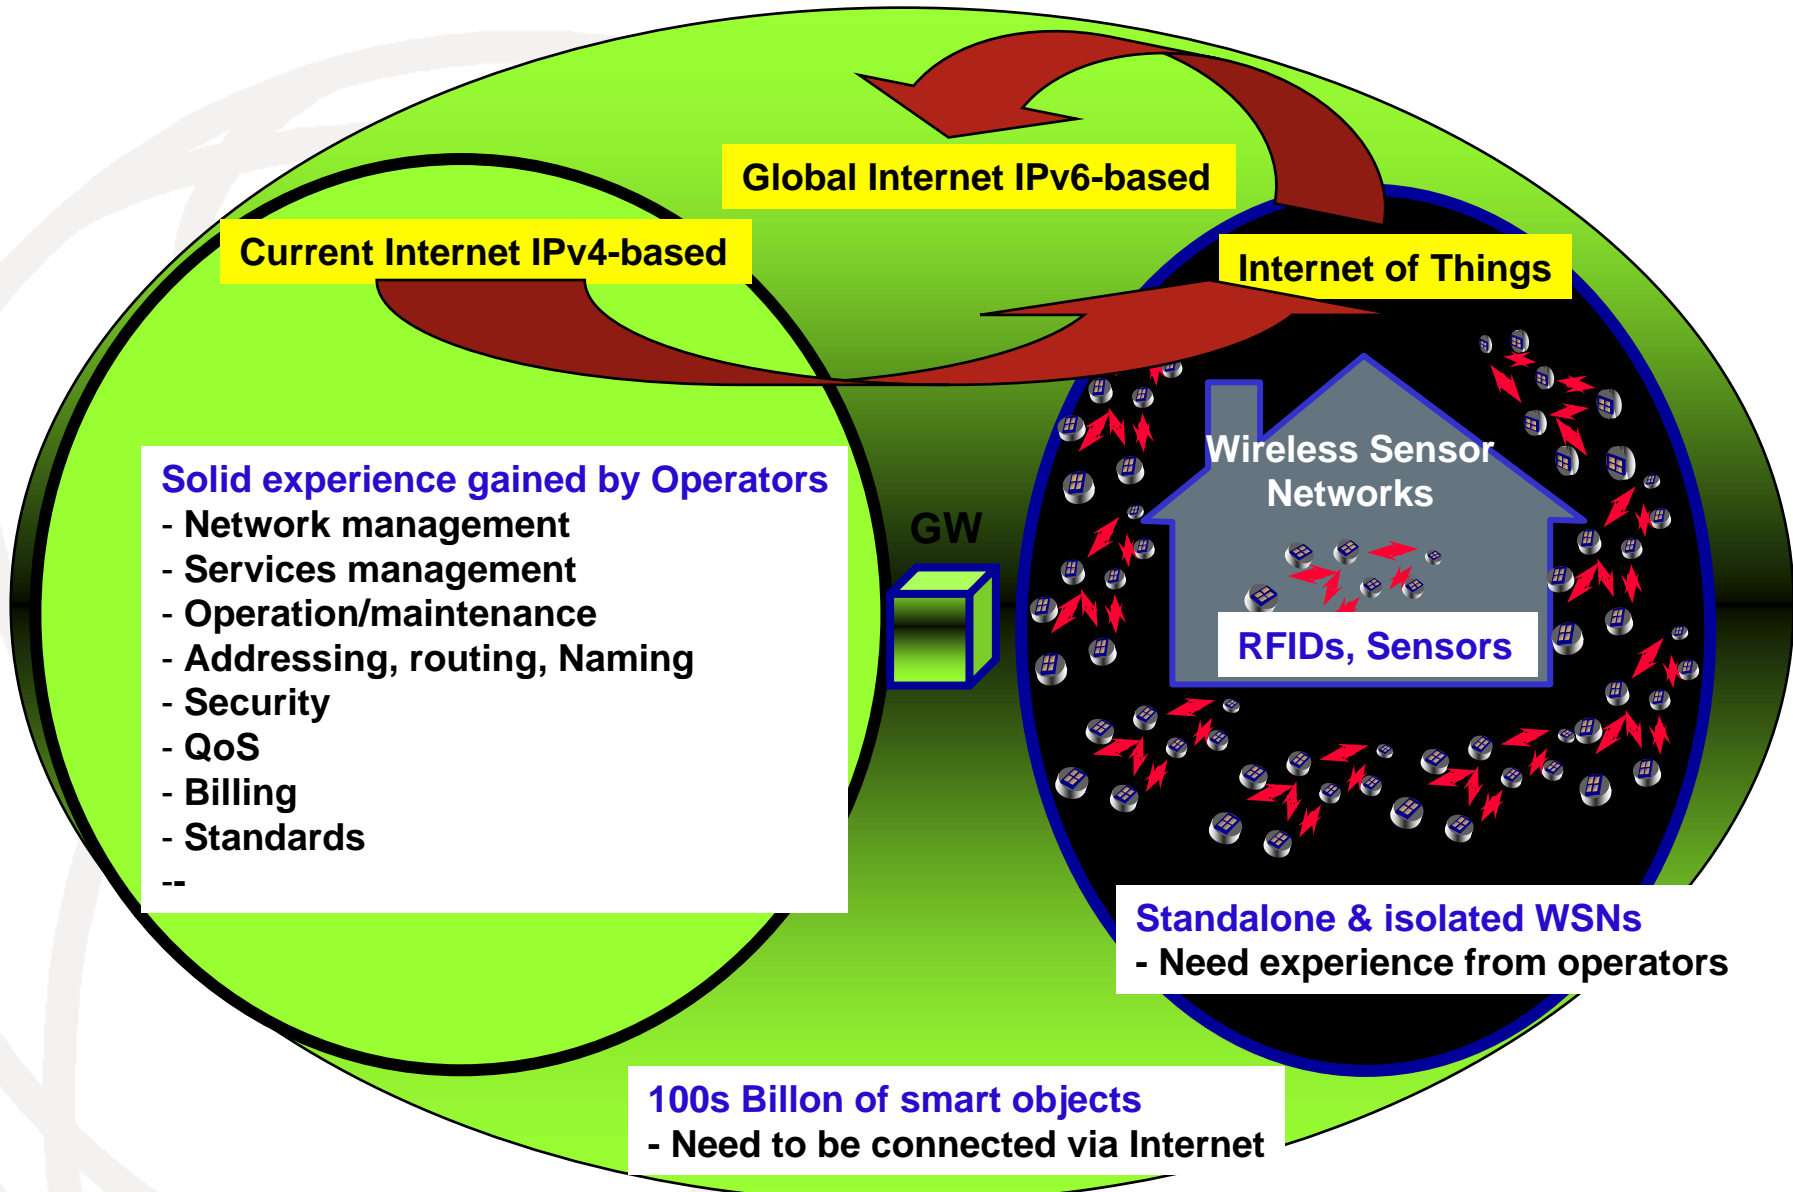 Global Internet IPv6-based
Current Internet IPv4-based
Internet of Things
Solid experience gained by Operators
- Network management
- Services management
- Operation/maintenance
- Addressing, routing, Naming
- Security
- QoS
- Billing
- Standards
--
GW
Wireless Sensor
Networks
RFIDs, Sensors
Standalone & isolated WSNs
- Need experience from operators
100s Billon of smart objects
- Need to be connected via Internet